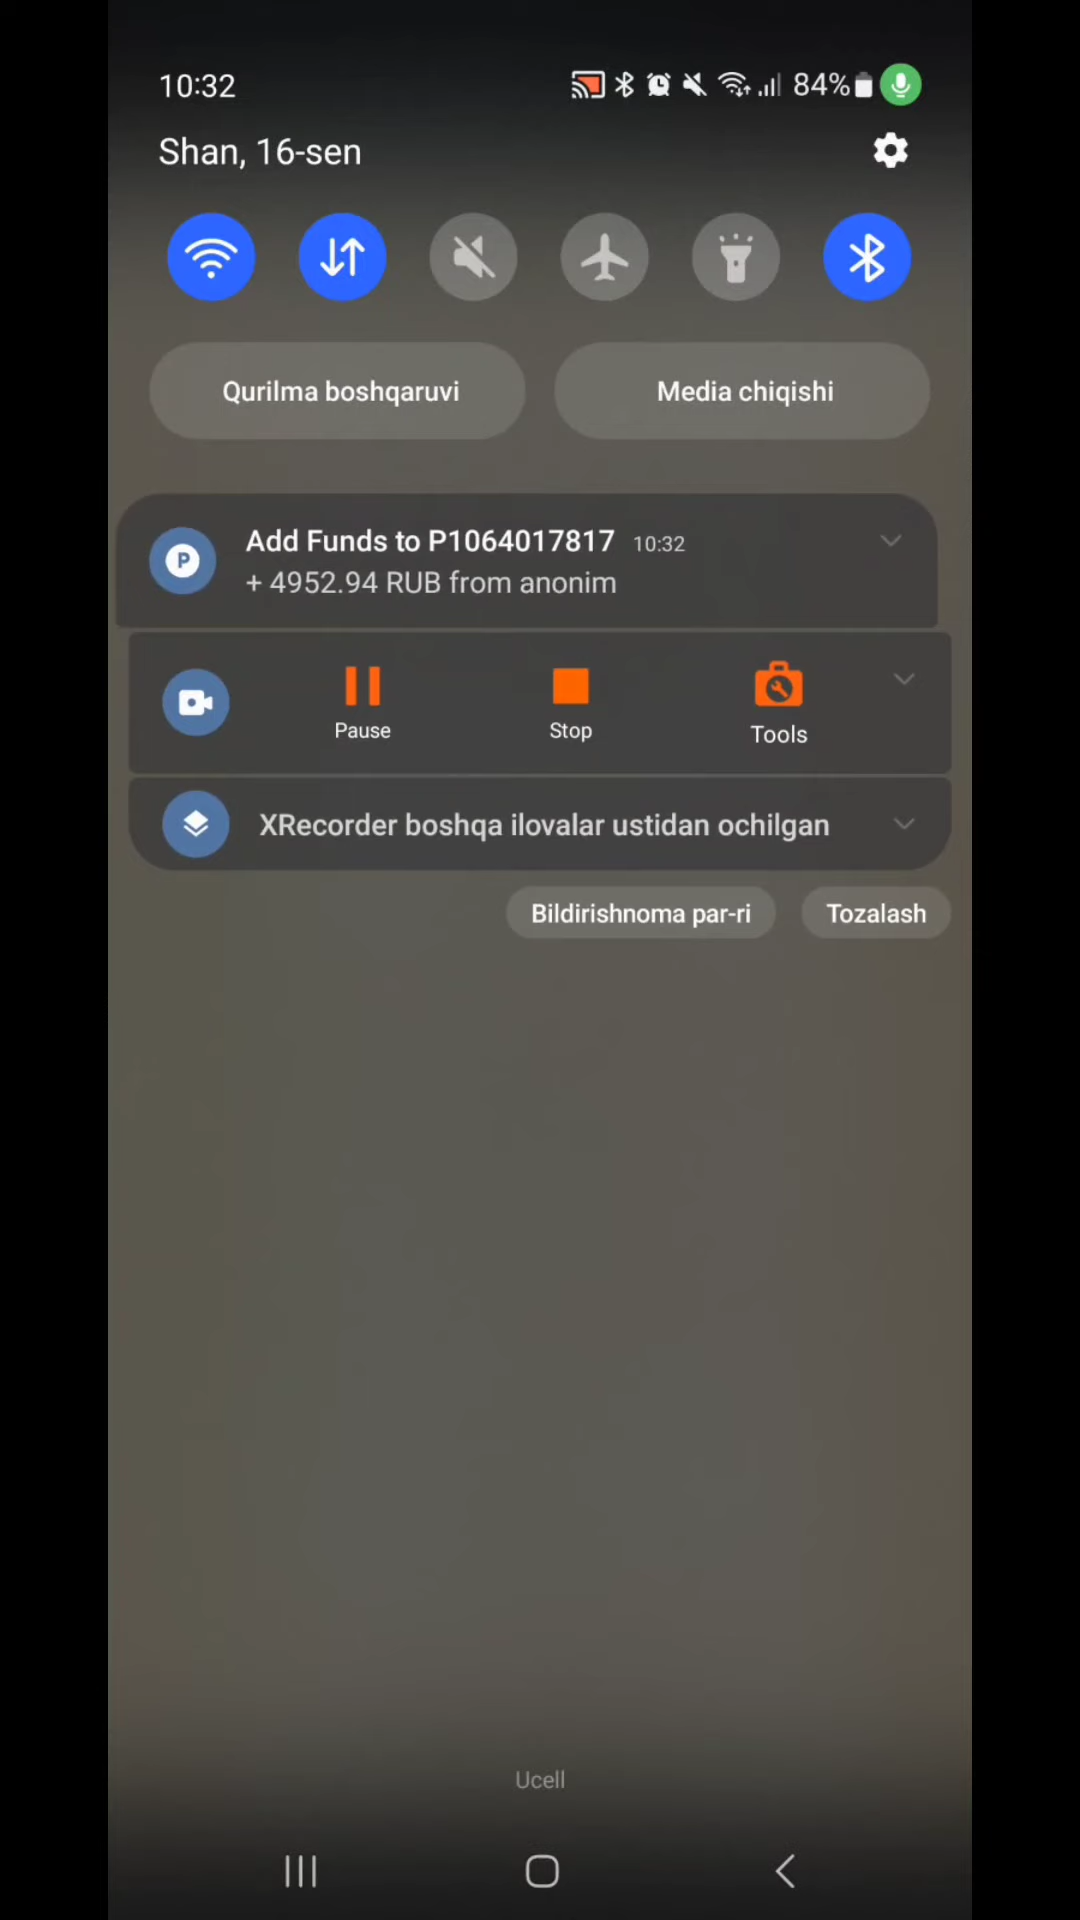 10:32
84%
Shan, 16-sen
Qurilma boshqaruvi
Media chiqishi
P
Add Funds to P1064017817 10:32
+ 4952.94 RUB from anonim
Pause
Stop
Tools
XRecorder boshqa ilovalar ustidan ochilgan
Bildirishnoma par-ri
Tozalash
Ucell